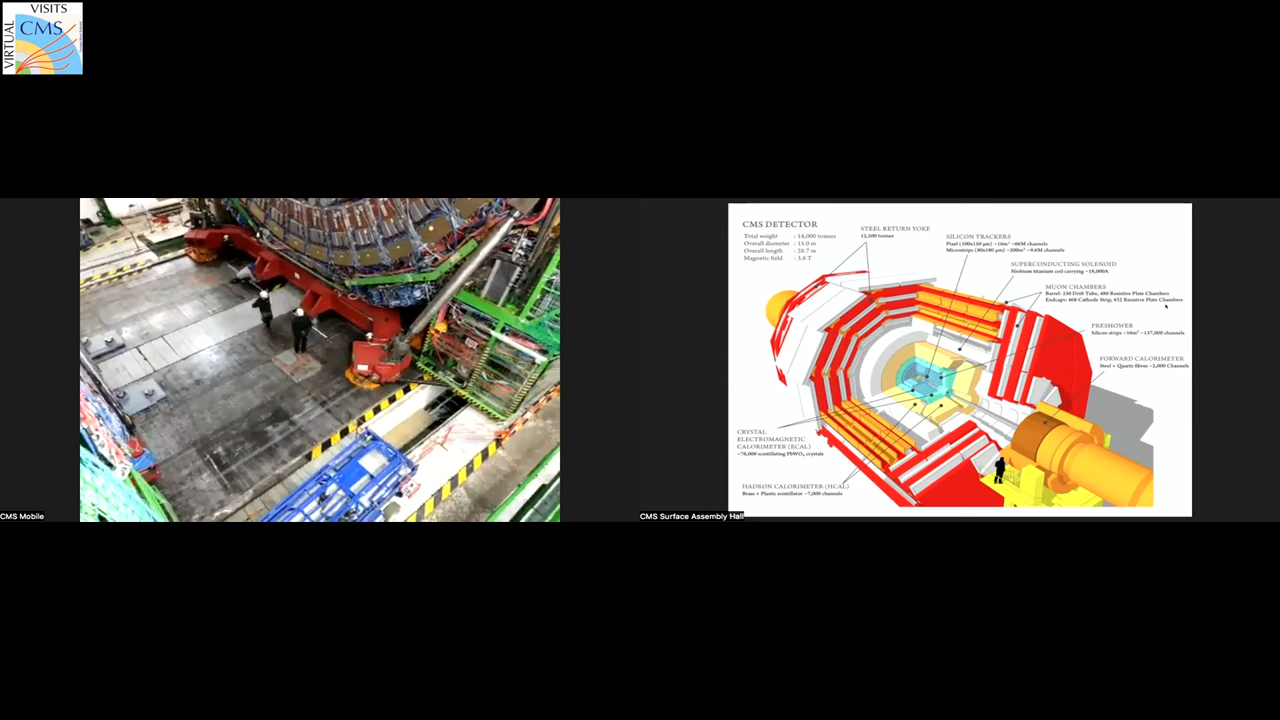 VISITS
CMS
VIRTUAL
CMS DETECTOR
Total weight : 14,000 tonnes
Overall diameter : 15.0 m
Overall length : 28.7 m
Magnetic field : 3.8 T
STEEL RETURN YOKE
12,500 tonnes
SILICON TRACKERS
Pixel (100x150 μm) ~16m² ~66M channels
Microstrips (80x180 μm) ~200m² ~9.6M channels
SUPERCONDUCTING SOLENOID
Niobium titanium coil carrying ~18,000A
MUON CHAMBERS
Barrel: 250 Drift Tube, 480 Resistive Plate Chambers
Endcaps: 468 Cathode Strip, 432 Resistive Plate Chambers
PRESHOWER
Silicon strips ~16m² ~137,000 channels
FORWARD CALORIMETER
Steel + Quartz fibres ~2,000 Channels
CRYSTAL
ELECTROMAGNETIC
CALORIMETER (ECAL)
~76,000 scintillating PbWO₄ crystals
HADRON CALORIMETER (HCAL)
Brass + Plastic scintillator ~7,000 channels
CMS Mobile
CMS Surface Assembly Hall